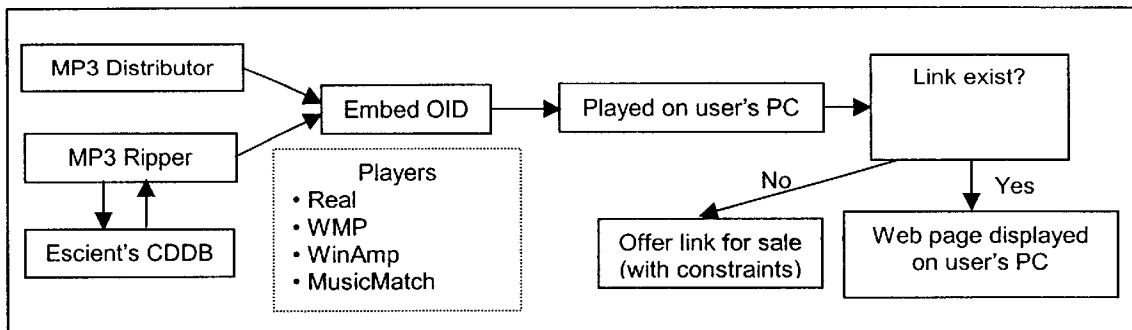 MP3 Distributor
MP3 Ripper
Escient's CDDB
Embed OID
Players
• Real
• WMP
• WinAmp
• MusicMatch
Played on user's PC
Link exist?
No
Yes
Offer link for sale
(with constraints)
Web page displayed
on user's PC